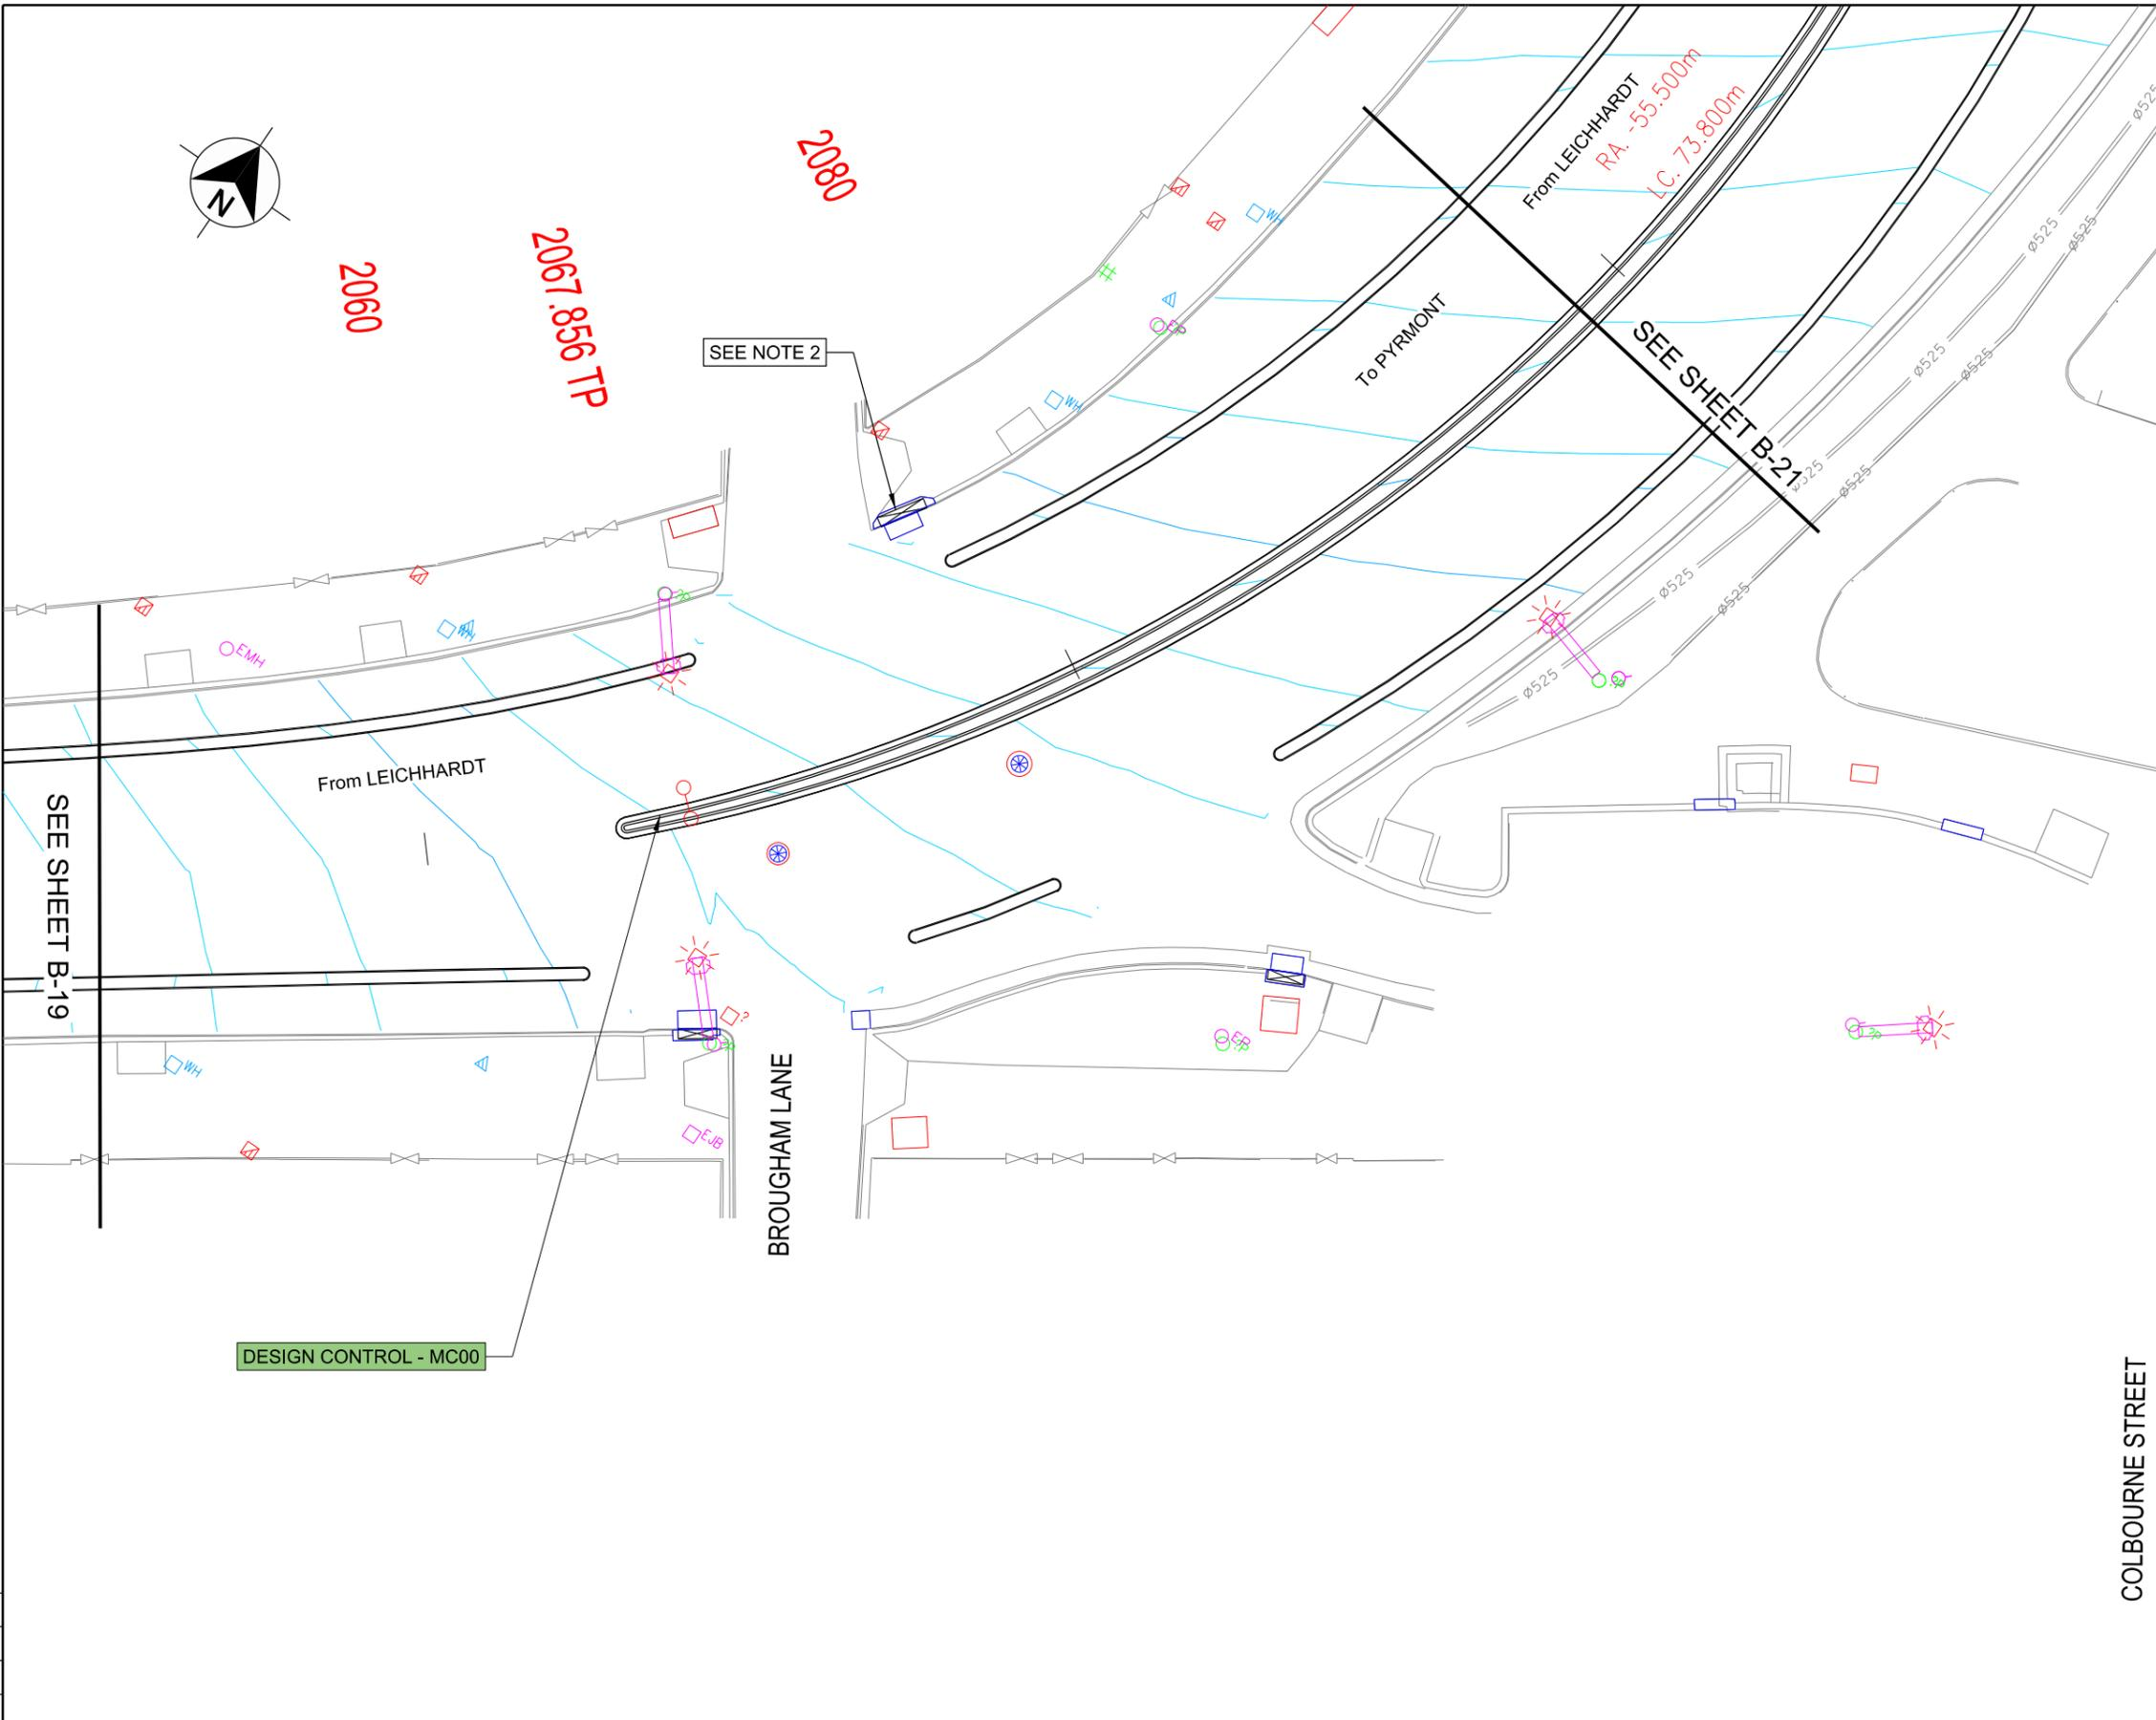 From LEICHHARDT
RA. -55.500m
LC. 73.800m
Ø525
Ø525
Ø525
2080
N
WH
2067.856 TP
2060
SEE NOTE 2
To PYRMONT
SEE SHEET B-21
Ø525
Ø525
WH
Ø525
Ø525
Ø525
Ø525
Ø525
EMH
WH
From LEICHHARDT
SEE SHEET B-19
?
WH
EJB
BROUGHAM LANE
DESIGN CONTROL - MC00
COLBOURNE STREET